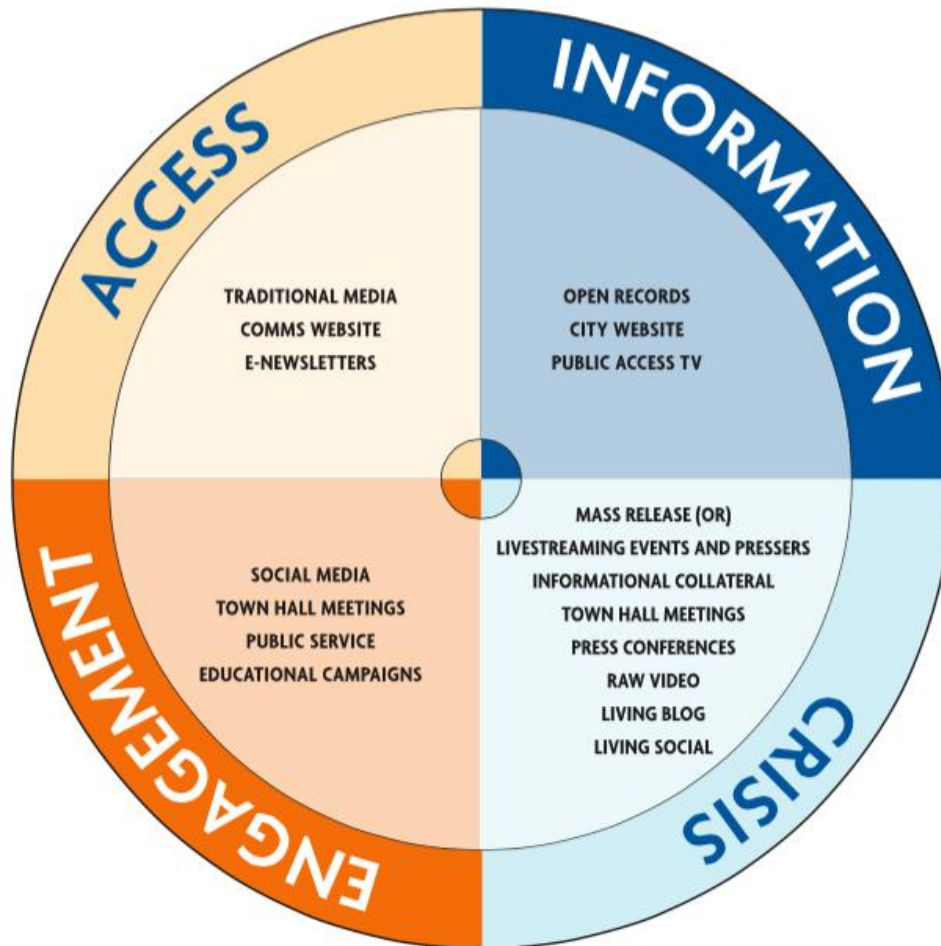 ACCESS
TRADITIONAL MEDIA
COMMS WEBSITE
E-NEWSLETTERS
INFORMATION
OPEN RECORDS
CITY WEBSITE
PUBLIC ACCESS TV
ENGAGEMENT
SOCIAL MEDIA
TOWN HALL MEETINGS
PUBLIC SERVICE
EDUCATIONAL CAMPAIGNS
CRISIS
MASS RELEASE (OR)
LIVESTREAMING EVENTS AND PRESSERS
INFORMATIONAL COLLATERAL
TOWN HALL MEETINGS
PRESS CONFERENCES
RAW VIDEO
LIVING BLOG
LIVING SOCIAL